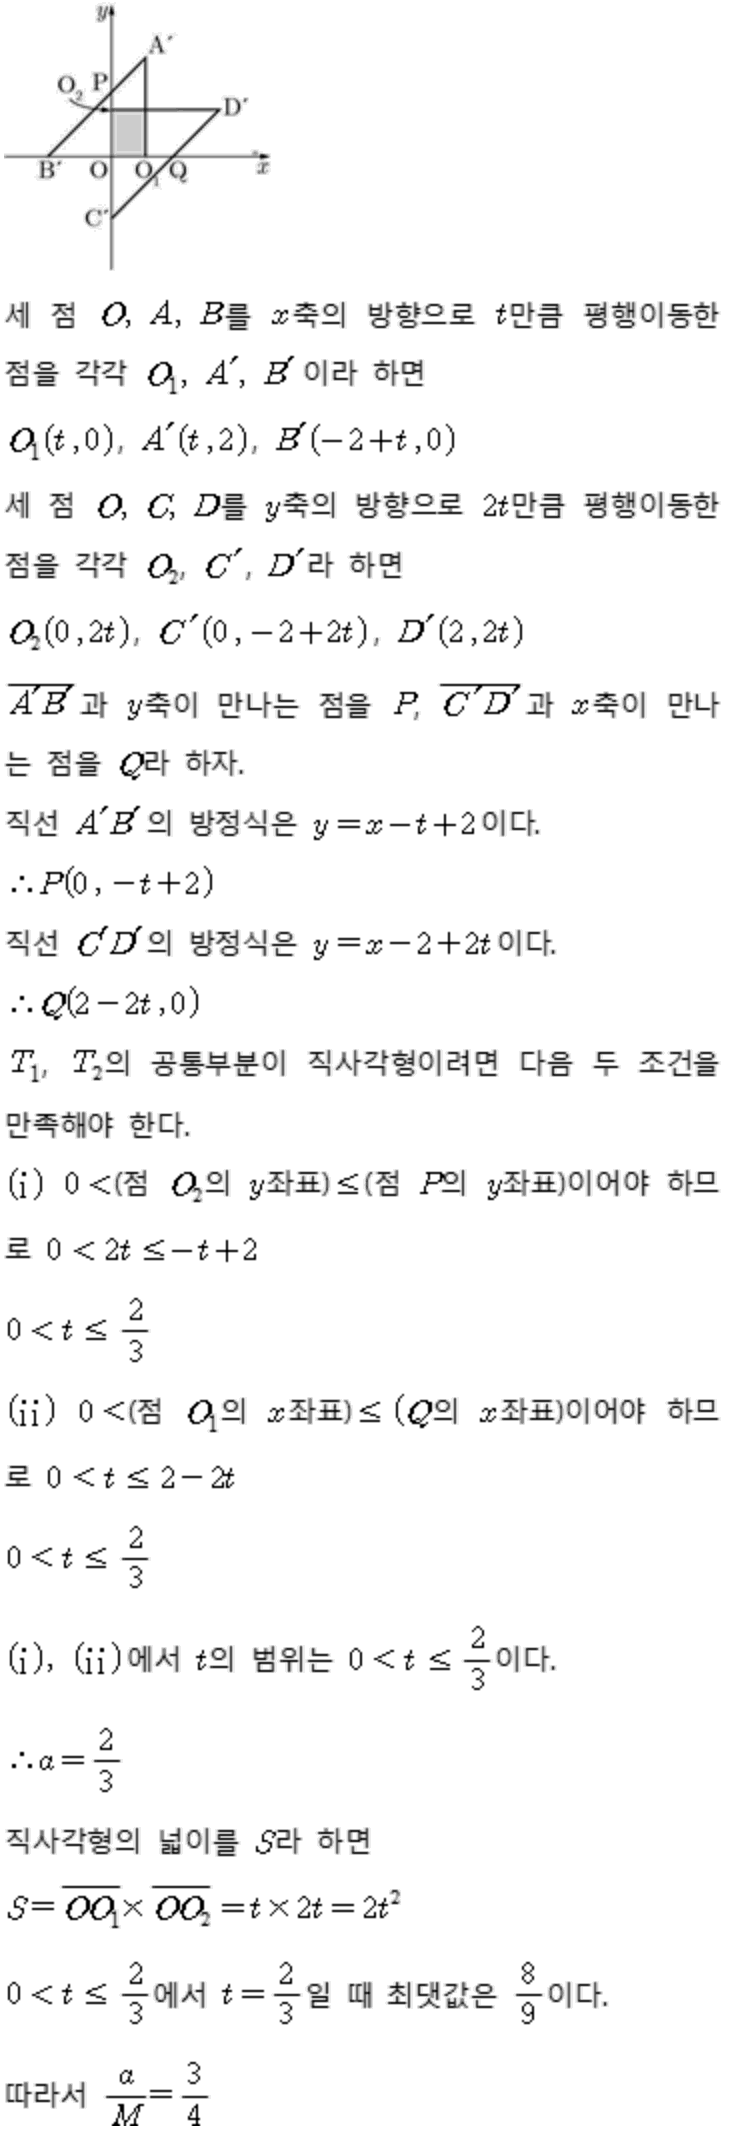 y
A´
O₂ P
D´
B´ O O₁ Q x
C´
세 점 O, A, B를 x축의 방향으로 t만큼 평행이동한
점을 각각 O₁, A′, B′이라 하면
O₁(t,0), A′(t,2), B′(−2+t,0)
세 점 O, C, D를 y축의 방향으로 2t만큼 평행이동한
점을 각각 O₂, C′, D′라 하면
O₂(0,2t), C′(0,−2+2t), D′(2,2t)
$\overline{A′B′}$과 y축이 만나는 점을 P, $\overline{C′D′}$과 x축이 만나
는 점을 Q라 하자.
직선 A′B′의 방정식은 y=x−t+2이다.
∴P(0,−t+2)
직선 C′D′의 방정식은 y=x−2+2t이다.
∴Q(2−2t,0)
T₁, T₂의 공통부분이 직사각형이려면 다음 두 조건을
만족해야 한다.
(i) 0<(점 O₂의 y좌표)≤(점 P의 y좌표)이어야 하므
로 0<2t≤−t+2
0<t≤2/3
(ii) 0<(점 O₁의 x좌표)≤(Q의 x좌표)이어야 하므
로 0<t≤2−2t
0<t≤2/3
(i), (ii)에서 t의 범위는 0<t≤2/3이다.
∴a=2/3
직사각형의 넓이를 S라 하면
S=$\overline{OO₁}$×$\overline{OO₂}$=t×2t=2t²
0<t≤2/3에서 t=2/3일 때 최댓값은 8/9이다.
따라서 a/M=3/4